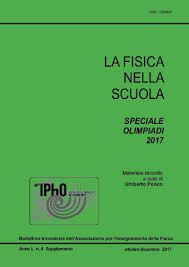 LA FISICA
NELLA
SCUOLA
SPECIALE
OLIMPIADI
2017
Materiale raccolto
a cura di
Umberto Penco
IPhO
Bollettino trimestrale dell'Associazione per l'Insegnamento della Fisica
Anno L n. 4 Supplemento
ottobre-dicembre 2017